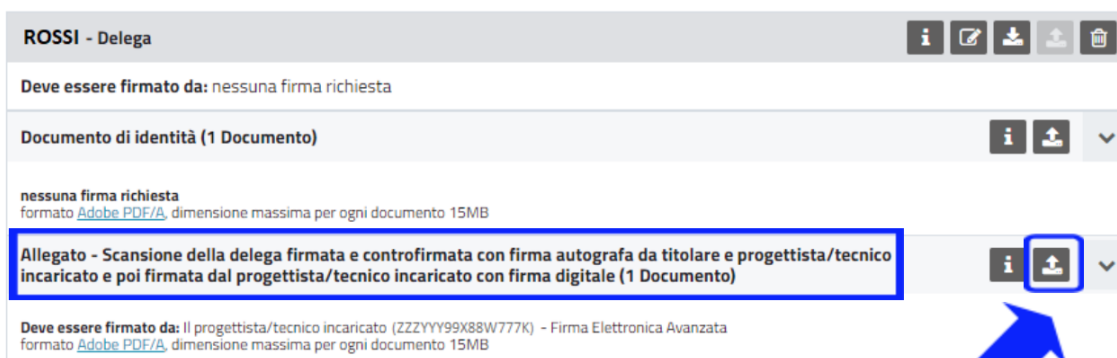 ROSSI - Delega
Deve essere firmato da: nessuna firma richiesta
Documento di identità (1 Documento)
nessuna firma richiesta
formato Adobe PDF/A, dimensione massima per ogni documento 15MB
Allegato - Scansione della delega firmata e controfirmata con firma autografa da titolare e progettista/tecnico
incaricato e poi firmata dal progettista/tecnico incaricato con firma digitale (1 Documento)
Deve essere firmato da: Il progettista/tecnico incaricato (ZZZYYY99X88W777K) - Firma Elettronica Avanzata
formato Adobe PDF/A, dimensione massima per ogni documento 15MB